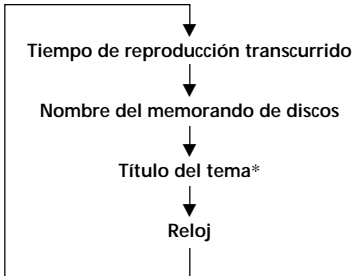 Tiempo de reproducción transcurrido
Nombre del memorando de discos
Título del tema*
Reloj